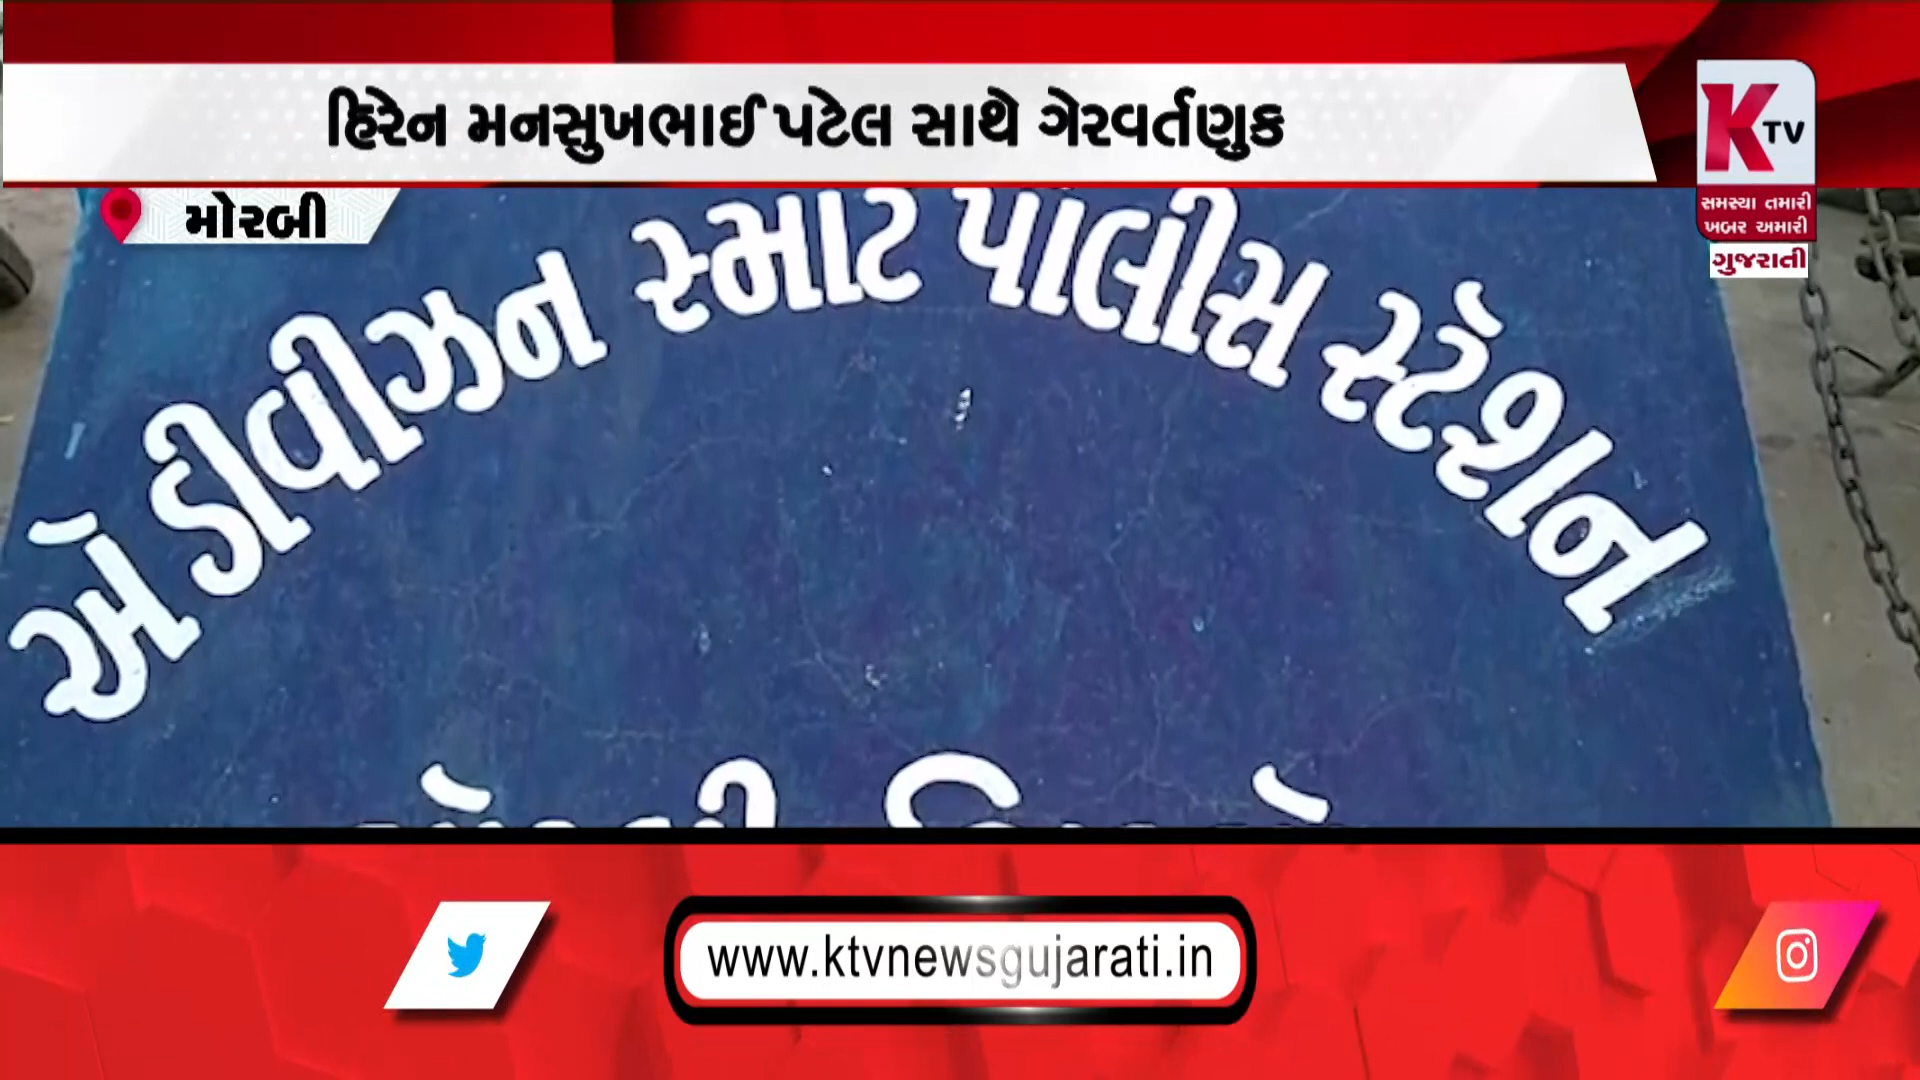 હિરેન મનસુખભાઈ પટેલ સાથે ગેરવર્તણુક
K TV
સમસ્યા તમારી
ખબર અમારી
ગુજરાતી
મોરબી
એ ડીવીઝન સ્માર્ટ પોલીસ સ્ટેશન
www.ktvnewsgujarati.in